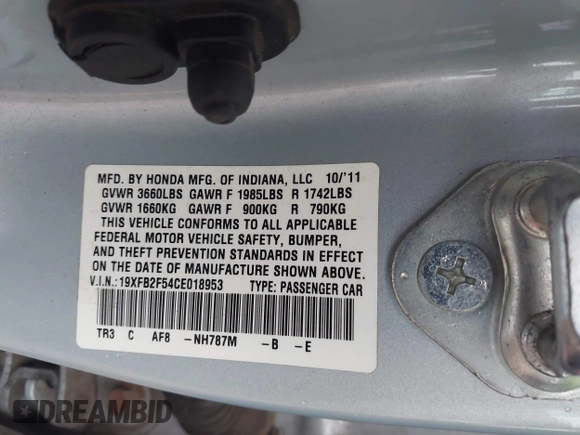 MFD. BY HONDA MFG. OF INDIANA, LLC 10/'11
GVWR 3660LBS GAWR F 1985LBS R 1742LBS
GVWR 1660KG GAWR F 900KG R 790KG
THIS VEHICLE CONFORMS TO ALL APPLICABLE
FEDERAL MOTOR VEHICLE SAFETY, BUMPER,
AND THEFT PREVENTION STANDARDS IN EFFECT
ON THE DATE OF MANUFACTURE SHOWN ABOVE.
V.I.N.:19XFB2F54CE018953 TYPE: PASSENGER CAR
TR3 C AF8 -NH787M -B -E
DREAMBID